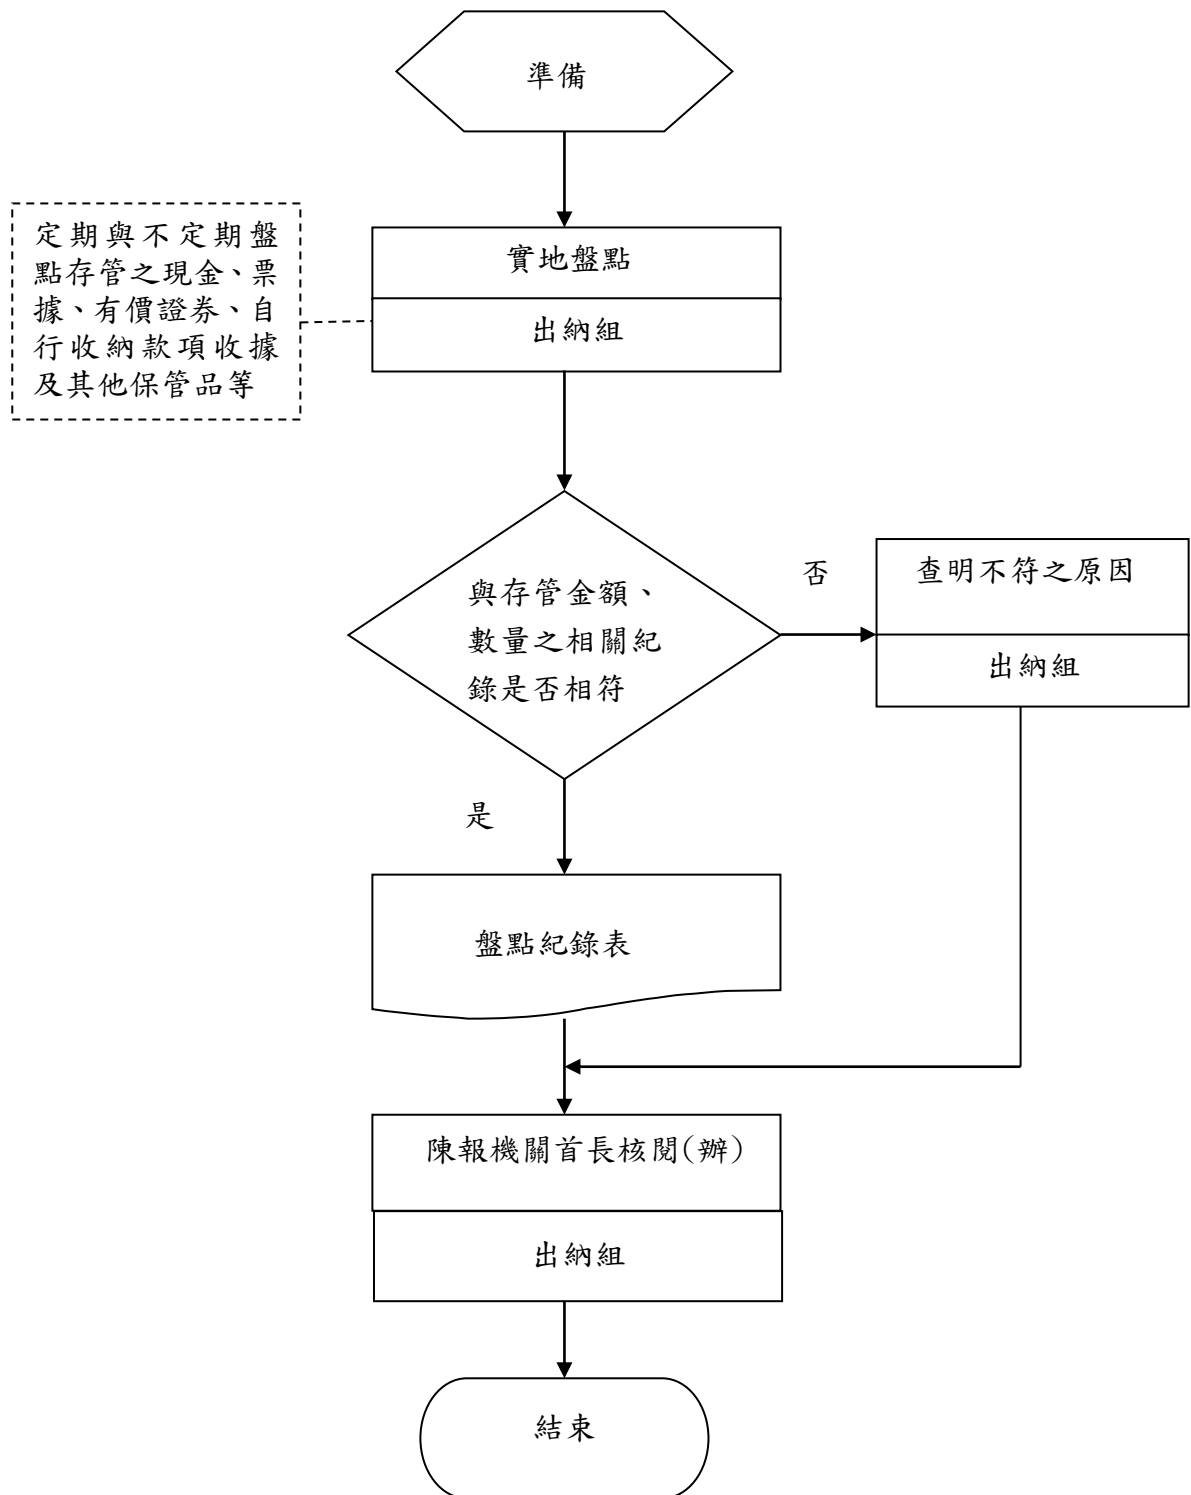 準備
定期與不定期盤
點存管之現金、票
據、有價證券、自
行收納款項收據
及其他保管品等
實地盤點
出納組
與存管金額、
數量之相關紀
錄是否相符
否
查明不符之原因
出納組
是
盤點紀錄表
陳報機關首長核閱(辦)
出納組
結束